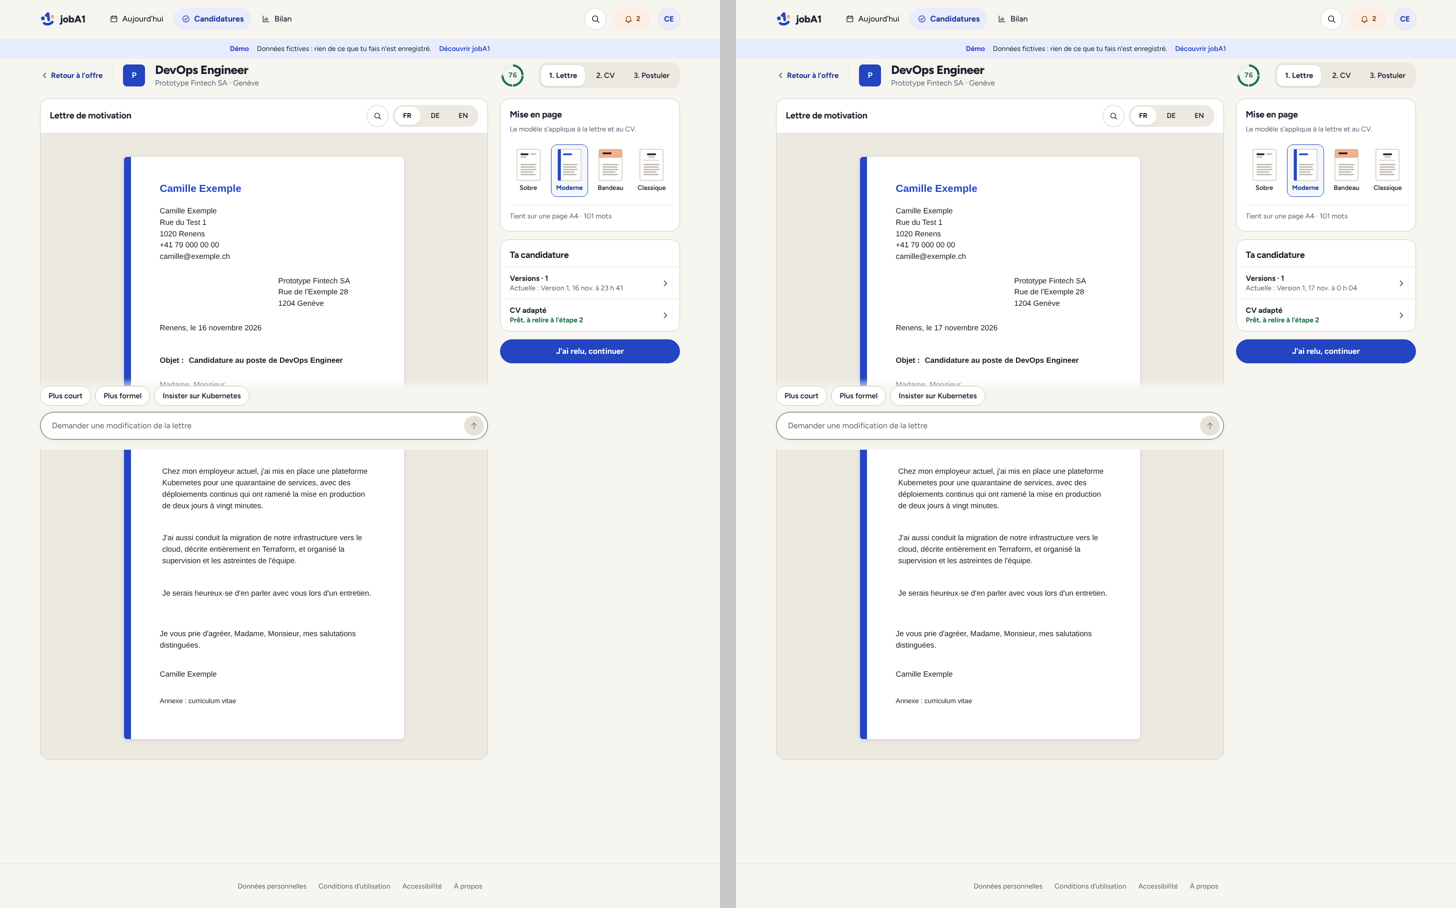 jobA1
Aujourd'hui
Candidatures
Bilan
2
CE
Démo Données fictives : rien de ce que tu fais n'est enregistré. Découvrir jobA1
Retour à l'offre
P
DevOps Engineer
Prototype Fintech SA · Genève
76
1. Lettre
2. CV
3. Postuler
Lettre de motivation
FR
DE
EN
Camille Exemple
Camille Exemple
Rue du Test 1
1020 Renens
+41 79 000 00 00
camille@exemple.ch
Prototype Fintech SA
Rue de l'Exemple 28
1204 Genève
Renens, le 16 novembre 2026
Objet : Candidature au poste de DevOps Engineer
Madame, Monsieur
Plus court
Plus formel
Insister sur Kubernetes
Demander une modification de la lettre
Chez mon employeur actuel, j'ai mis en place une plateforme
Kubernetes pour une quarantaine de services, avec des
déploiements continus qui ont ramené la mise en production
de deux jours à vingt minutes.
J'ai aussi conduit la migration de notre infrastructure vers le
cloud, décrite entièrement en Terraform, et organisé la
supervision et les astreintes de l'équipe.
Je serais heureux·se d'en parler avec vous lors d'un entretien.
Je vous prie d'agréer, Madame, Monsieur, mes salutations
distinguées.
Camille Exemple
Annexe : curriculum vitae
Mise en page
Le modèle s'applique à la lettre et au CV.
Sobre
Moderne
Bandeau
Classique
Tient sur une page A4 · 101 mots
Ta candidature
Versions · 1
Actuelle : Version 1, 16 nov. à 23 h 41
CV adapté
Prêt, à relire à l'étape 2
J'ai relu, continuer
Données personnelles
Conditions d'utilisation
Accessibilité
À propos
jobA1
Aujourd'hui
Candidatures
Bilan
2
CE
Démo Données fictives : rien de ce que tu fais n'est enregistré. Découvrir jobA1
Retour à l'offre
P
DevOps Engineer
Prototype Fintech SA · Genève
76
1. Lettre
2. CV
3. Postuler
Lettre de motivation
FR
DE
EN
Camille Exemple
Camille Exemple
Rue du Test 1
1020 Renens
+41 79 000 00 00
camille@exemple.ch
Prototype Fintech SA
Rue de l'Exemple 28
1204 Genève
Renens, le 17 novembre 2026
Objet : Candidature au poste de DevOps Engineer
Madame, Monsieur
Plus court
Plus formel
Insister sur Kubernetes
Demander une modification de la lettre
Chez mon employeur actuel, j'ai mis en place une plateforme
Kubernetes pour une quarantaine de services, avec des
déploiements continus qui ont ramené la mise en production
de deux jours à vingt minutes.
J'ai aussi conduit la migration de notre infrastructure vers le
cloud, décrite entièrement en Terraform, et organisé la
supervision et les astreintes de l'équipe.
Je serais heureux·se d'en parler avec vous lors d'un entretien.
Je vous prie d'agréer, Madame, Monsieur, mes salutations
distinguées.
Camille Exemple
Annexe : curriculum vitae
Mise en page
Le modèle s'applique à la lettre et au CV.
Sobre
Moderne
Bandeau
Classique
Tient sur une page A4 · 101 mots
Ta candidature
Versions · 1
Actuelle : Version 1, 17 nov. à 0 h 04
CV adapté
Prêt, à relire à l'étape 2
J'ai relu, continuer
Données personnelles
Conditions d'utilisation
Accessibilité
À propos